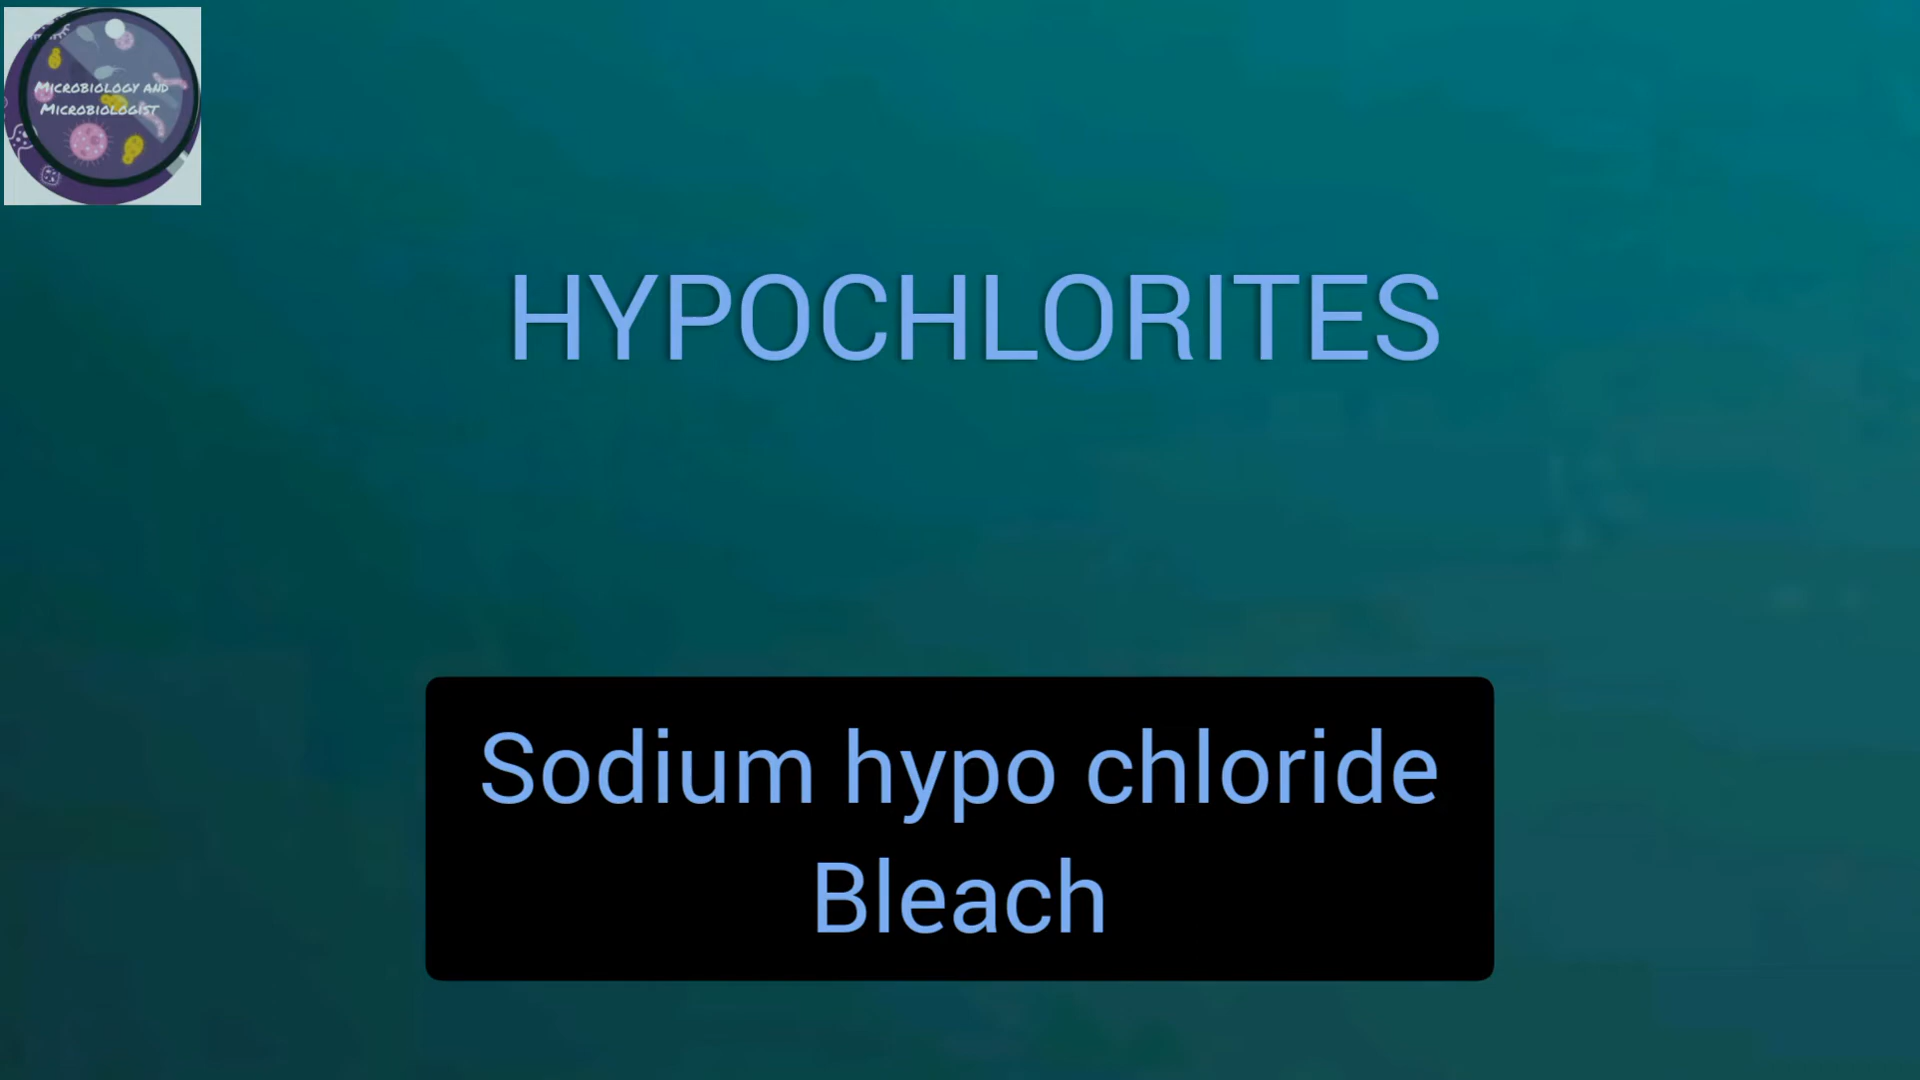 MICROBIOLOGY AND
MICROBIOLOGIST
HYPOCHLORITES
Sodium hypo chloride
Bleach